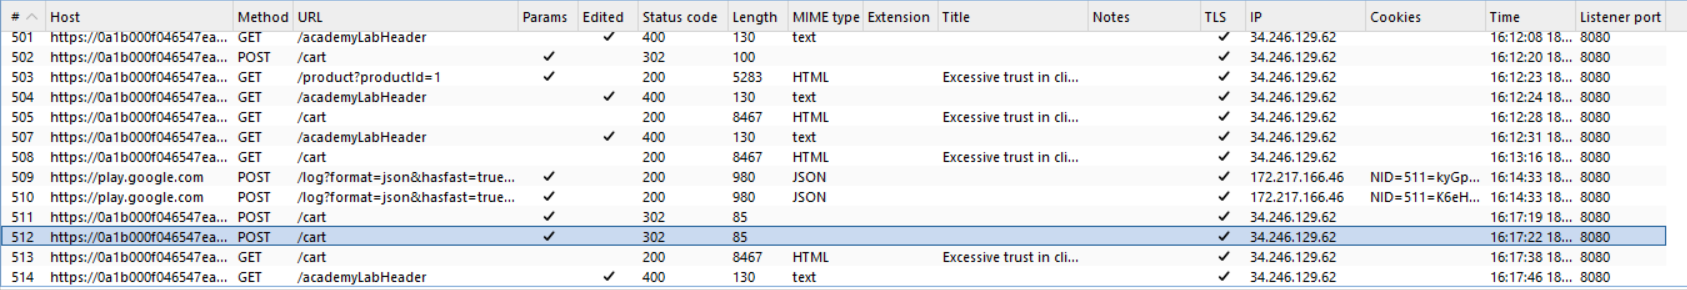 # Host Method URL Params Edited Status code Length MIME type Extension Title Notes TLS IP Cookies Time Listener port
501 https://0a1b000f046547ea... GET /academyLabHeader ✓ 400 130 text ✓ 34.246.129.62 16:12:08 18... 8080
502 https://0a1b000f046547ea... POST /cart ✓ 302 100 ✓ 34.246.129.62 16:12:20 18... 8080
503 https://0a1b000f046547ea... GET /product?productId=1 ✓ 200 5283 HTML Excessive trust in cli... ✓ 34.246.129.62 16:12:23 18... 8080
504 https://0a1b000f046547ea... GET /academyLabHeader ✓ 400 130 text ✓ 34.246.129.62 16:12:24 18... 8080
505 https://0a1b000f046547ea... GET /cart 200 8467 HTML Excessive trust in cli... ✓ 34.246.129.62 16:12:28 18... 8080
507 https://0a1b000f046547ea... GET /academyLabHeader ✓ 400 130 text ✓ 34.246.129.62 16:12:31 18... 8080
508 https://0a1b000f046547ea... GET /cart 200 8467 HTML Excessive trust in cli... ✓ 34.246.129.62 16:13:16 18... 8080
509 https://play.google.com POST /log?format=json&hasfast=true... ✓ 200 980 JSON ✓ 172.217.166.46 NID=511=kyGp... 16:14:33 18... 8080
510 https://play.google.com POST /log?format=json&hasfast=true... ✓ 200 980 JSON ✓ 172.217.166.46 NID=511=K6eH... 16:14:33 18... 8080
511 https://0a1b000f046547ea... POST /cart ✓ 302 85 ✓ 34.246.129.62 16:17:19 18... 8080
512 https://0a1b000f046547ea... POST /cart ✓ 302 85 ✓ 34.246.129.62 16:17:22 18... 8080
513 https://0a1b000f046547ea... GET /cart 200 8467 HTML Excessive trust in cli... ✓ 34.246.129.62 16:17:38 18... 8080
514 https://0a1b000f046547ea... GET /academyLabHeader ✓ 400 130 text ✓ 34.246.129.62 16:17:46 18... 8080